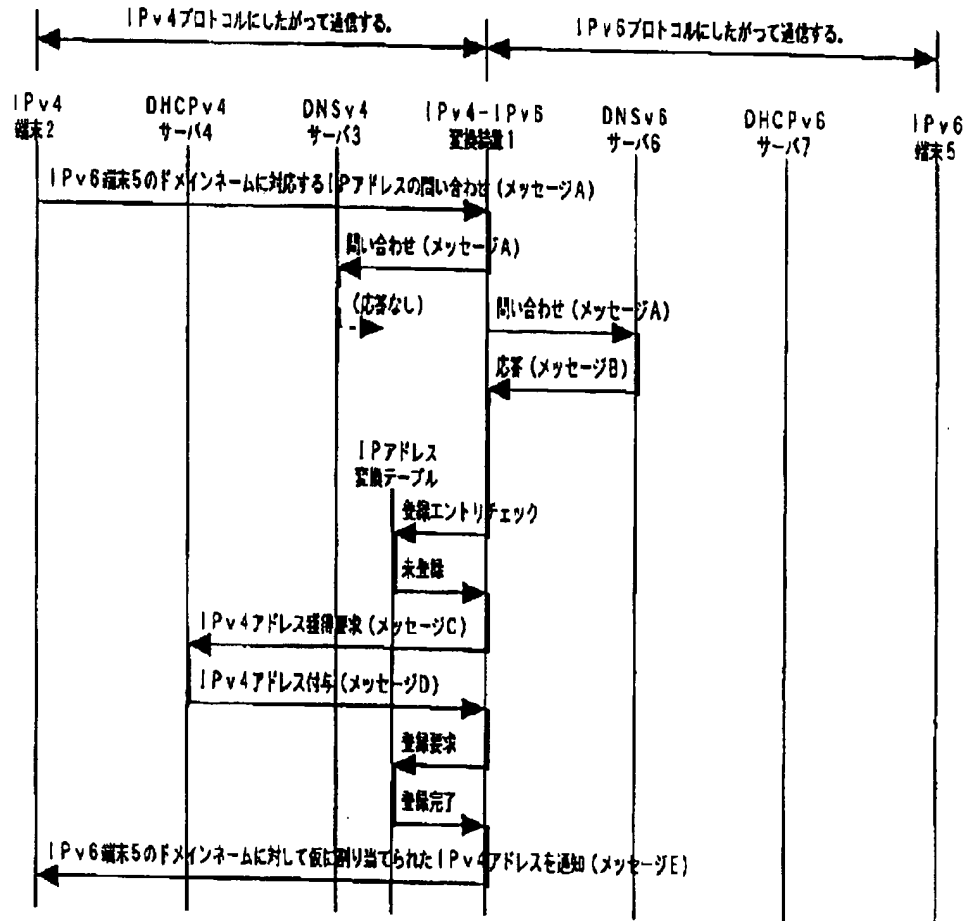 IPv4プロトコルにしたがって通信する。
IPv6プロトコルにしたがって通信する。
IPv4
端末2
DHCPv4
サーバ4
DNSv4
サーバ3
IPv4-IPv6
変換装置1
DNSv6
サーバ6
DHCPv6
サーバ7
IPv6
端末5
IPv6端末5のドメインネームに対応するIPアドレスの問い合わせ(メッセージA)
問い合わせ(メッセージA)
(応答なし)
問い合わせ(メッセージA)
応答(メッセージB)
IPアドレス
変換テーブル
登録エントリチェック
未登録
IPv4アドレス獲得要求(メッセージC)
IPv4アドレス付与(メッセージD)
登録要求
登録完了
IPv6端末5のドメインネームに対して仮に割り当てられたIPv4アドレスを通知(メッセージE)